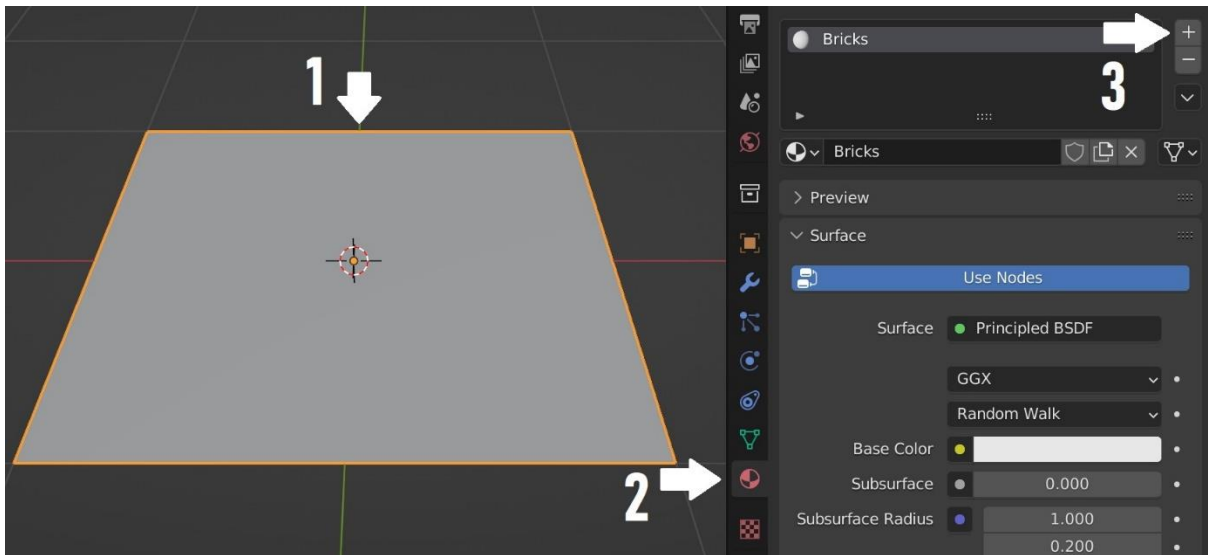 1
2
3
Bricks
Bricks
Preview
Surface
Use Nodes
Surface Principled BSDF
GGX
Random Walk
Base Color
Subsurface 0.000
Subsurface Radius 1.000
0.200